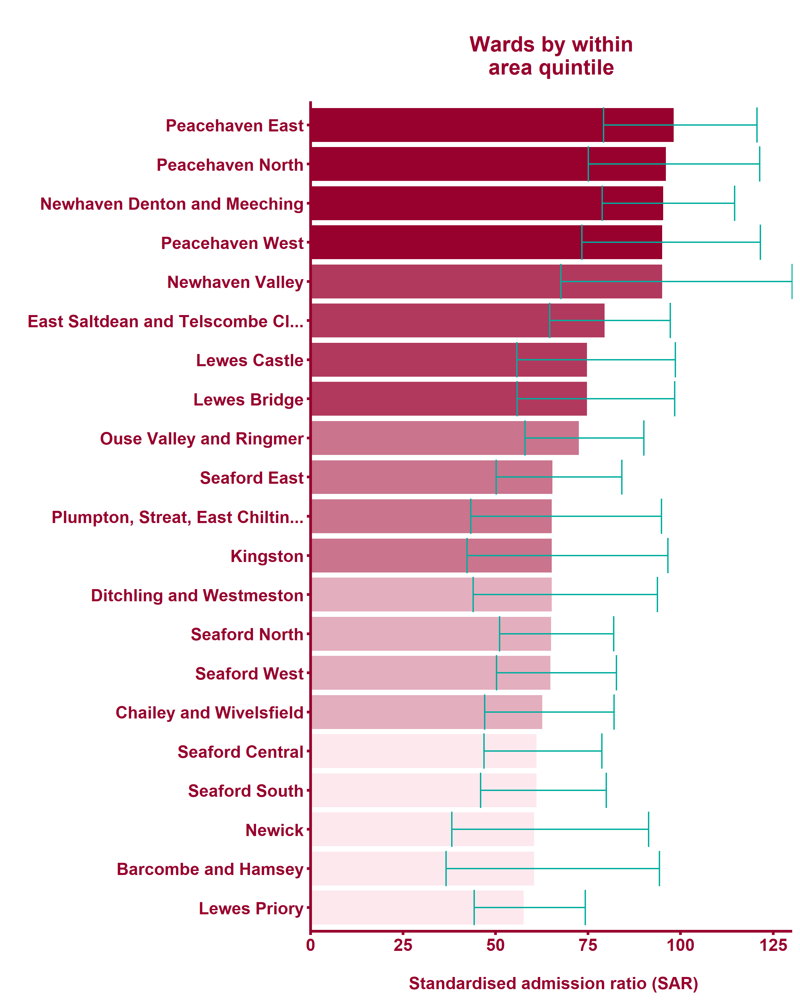 Wards by within
area quintile
Peacehaven East
Peacehaven North
Newhaven Denton and Meeching
Peacehaven West
Newhaven Valley
East Saltdean and Telscombe Cl...
Lewes Castle
Lewes Bridge
Ouse Valley and Ringmer
Seaford East
Plumpton, Streat, East Chiltin...
Kingston
Ditchling and Westmeston
Seaford North
Seaford West
Chailey and Wivelsfield
Seaford Central
Seaford South
Newick
Barcombe and Hamsey
Lewes Priory
0 25 50 75 100 125
Standardised admission ratio (SAR)